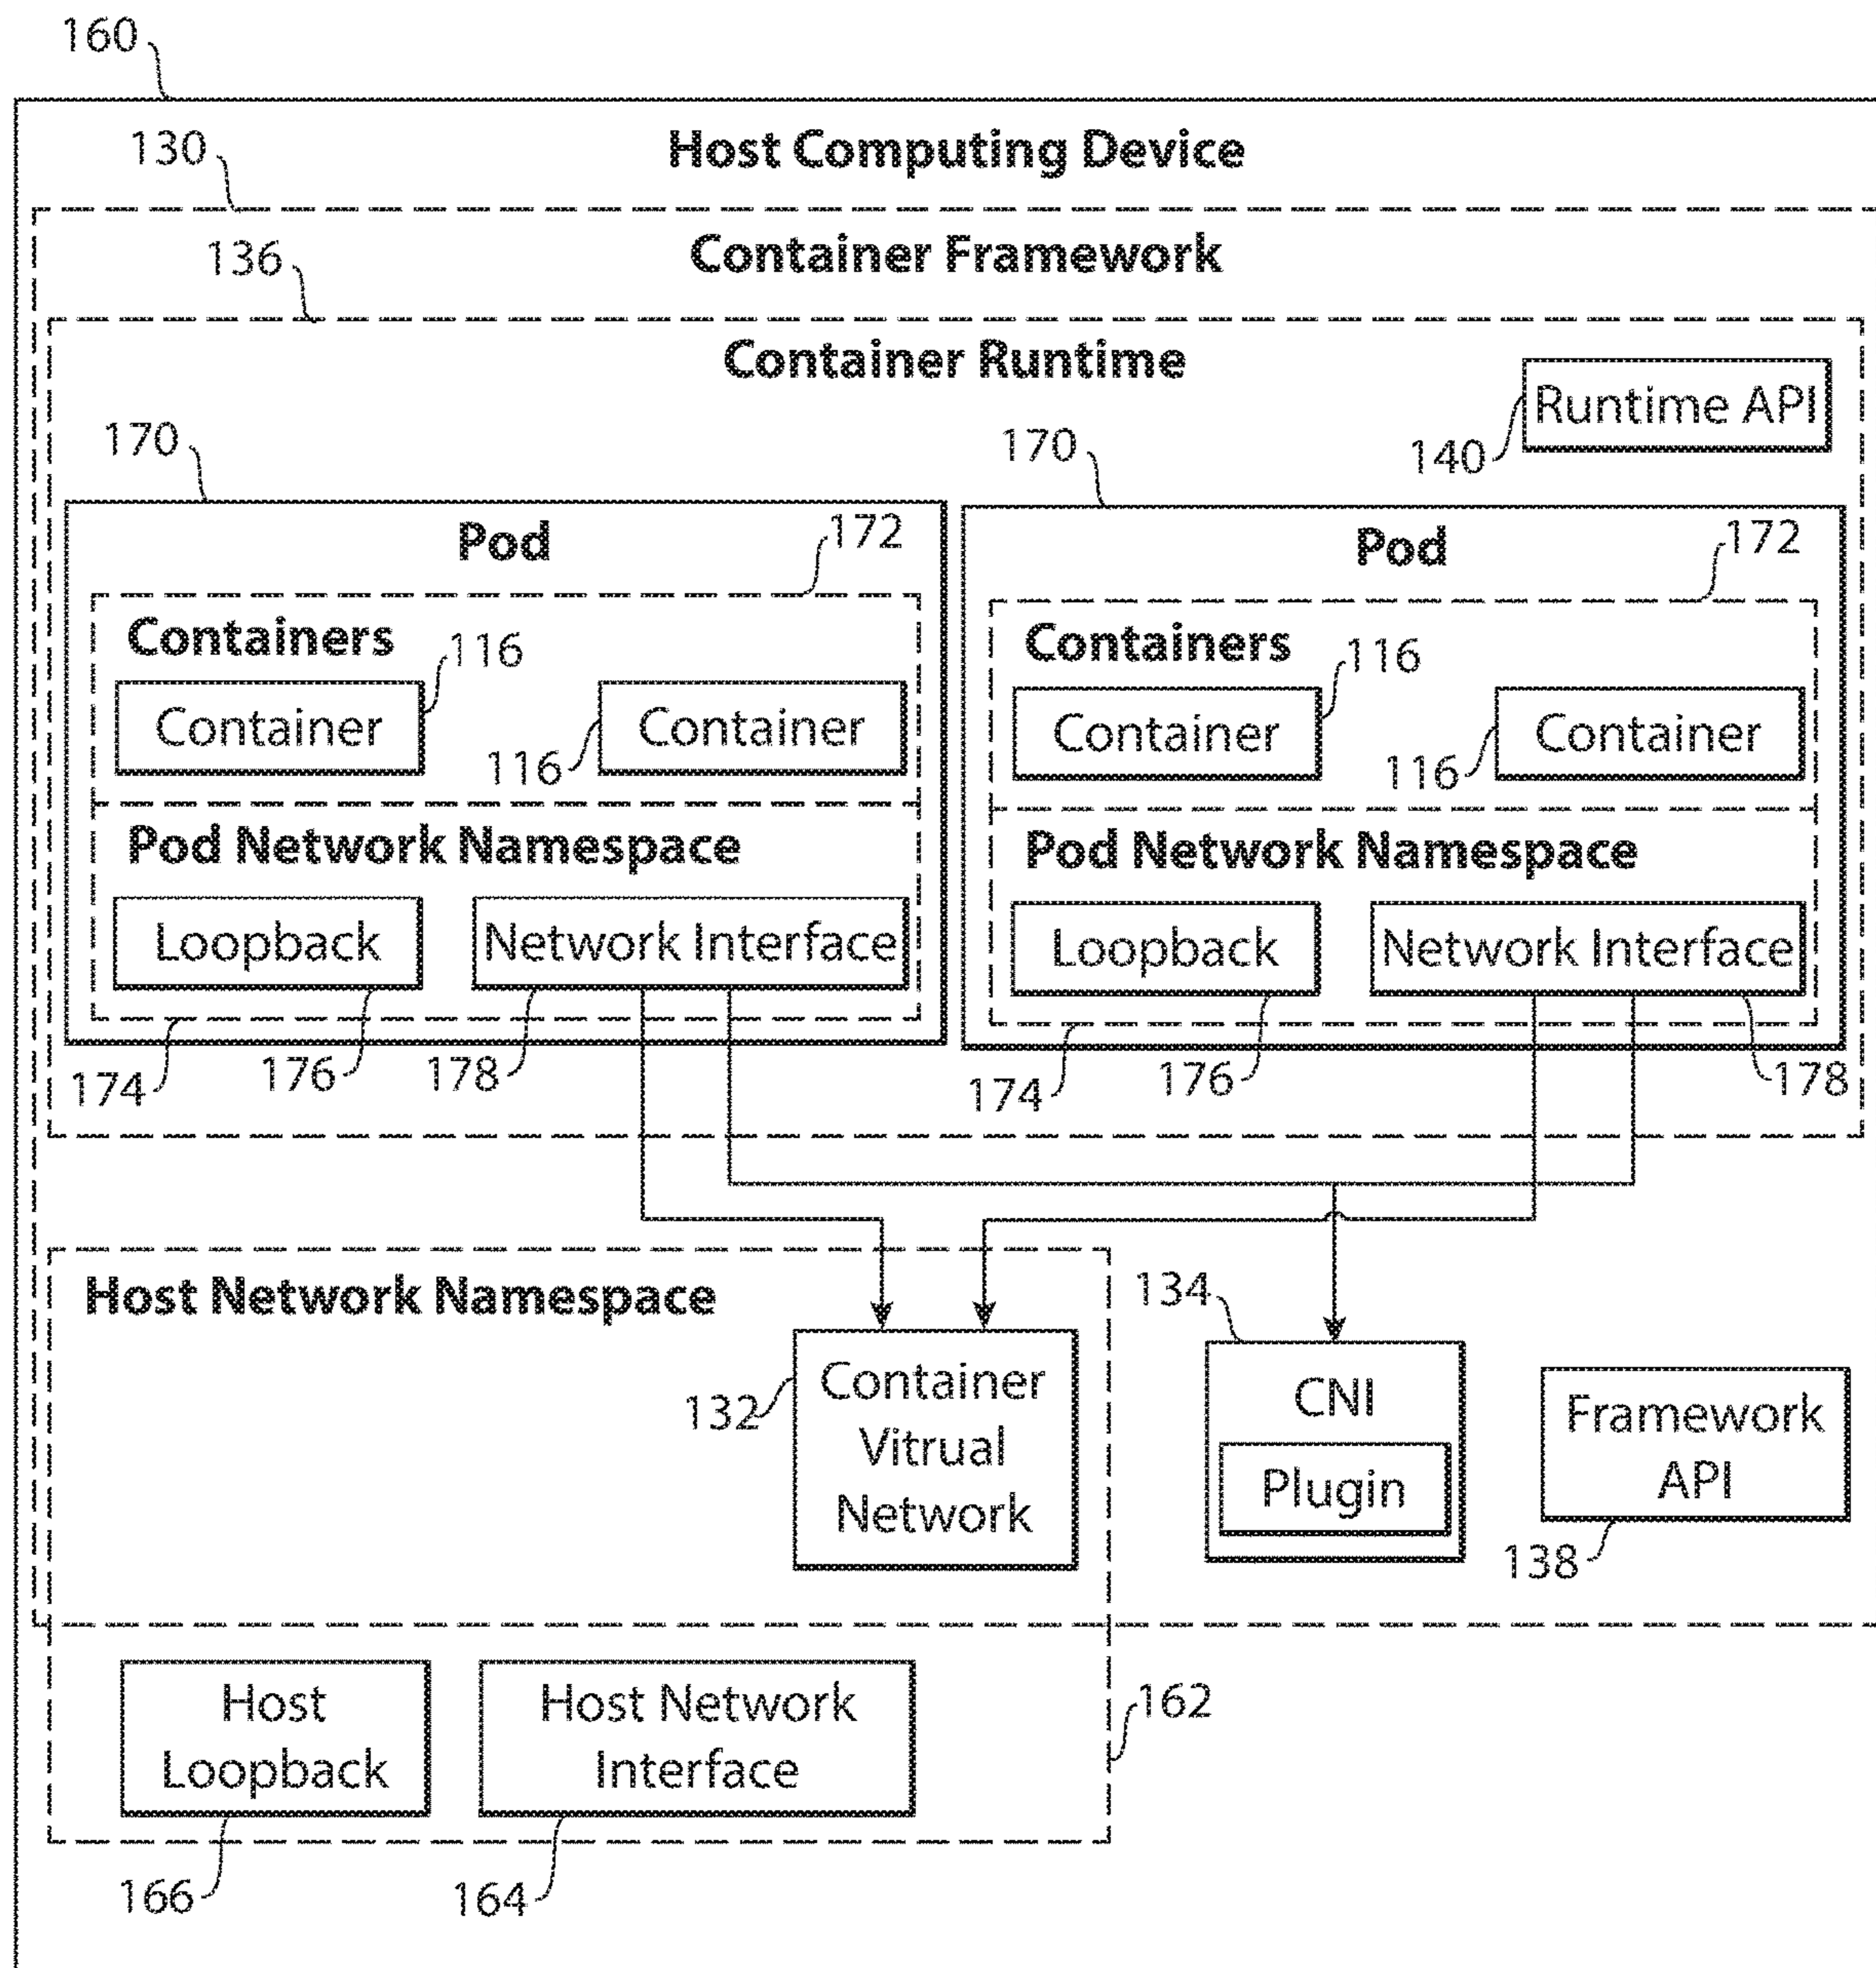 160
Host Computing Device
130
Container Framework
136
Container Runtime
Runtime API
140
170
170
Pod
172
Pod
172
Containers
116
Container
116
Container
Containers
116
Container
116
Container
Pod Network Namespace
Loopback
Network Interface
Pod Network Namespace
Loopback
Network Interface
174
176
178
174
176
178
Host Network Namespace
132
Container
Vitrual
Network
134
CNI
Plugin
Framework
API
138
Host
Loopback
Host Network
Interface
162
166
164